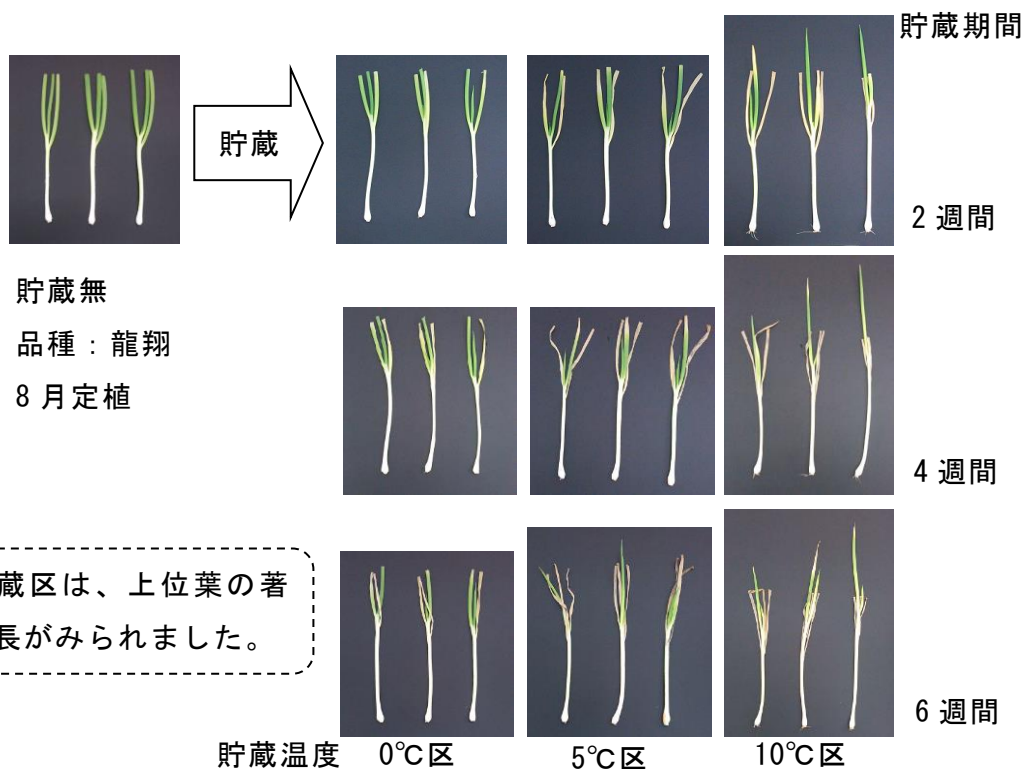 貯蔵期間
貯蔵
2 週間
貯蔵無
品種：龍翔
8 月定植
4 週間
蔵区は、上位葉の著
長がみられました。
6 週間
貯蔵温度 0℃区 5℃区 10℃区